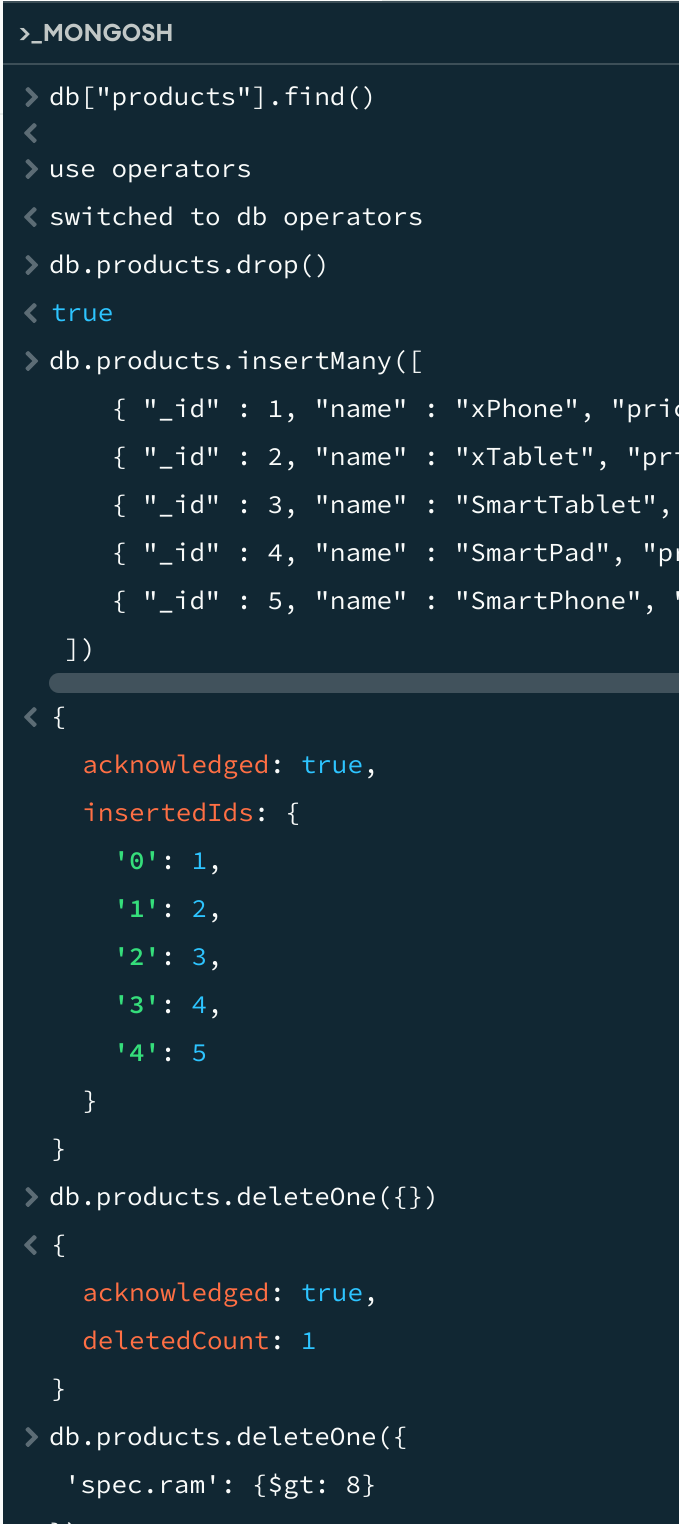 >_MONGOSH
> db["products"].find()
<
> use operators
< switched to db operators
> db.products.drop()
< true
> db.products.insertMany([
{ "_id" : 1, "name" : "xPhone", "pric
{ "_id" : 2, "name" : "xTablet", "pri
{ "_id" : 3, "name" : "SmartTablet",
{ "_id" : 4, "name" : "SmartPad", "pr
{ "_id" : 5, "name" : "SmartPhone", "
])
< {
acknowledged: true,
insertedIds: {
'0': 1,
'1': 2,
'2': 3,
'3': 4,
'4': 5
}
}
> db.products.deleteOne({})
< {
acknowledged: true,
deletedCount: 1
}
> db.products.deleteOne({
'spec.ram': {$gt: 8}